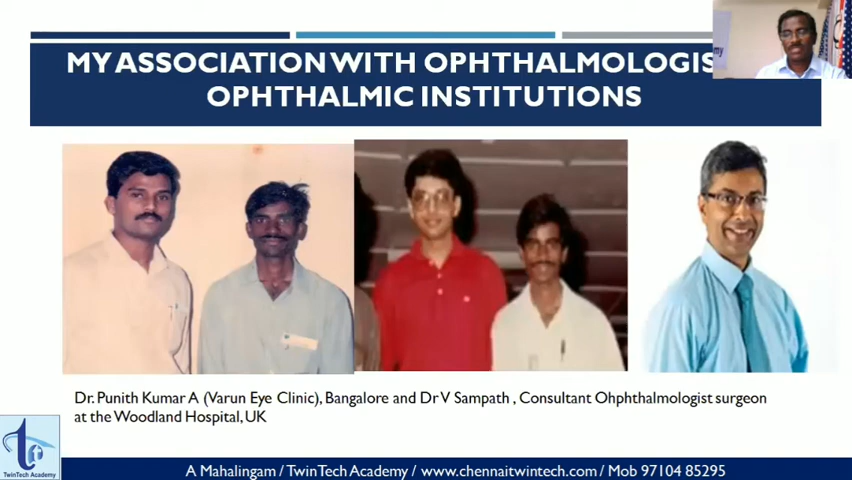 MY ASSOCIATION WITH OPHTHALMOLOGIS
OPHTHALMIC INSTITUTIONS
Dr. Punith Kumar A (Varun Eye Clinic), Bangalore and Dr V Sampath , Consultant Ohphthalmologist surgeon
at the Woodland Hospital, UK
TwinTech Academy
A Mahalingam / TwinTech Academy / www.chennaitwintech.com / Mob 97104 85295